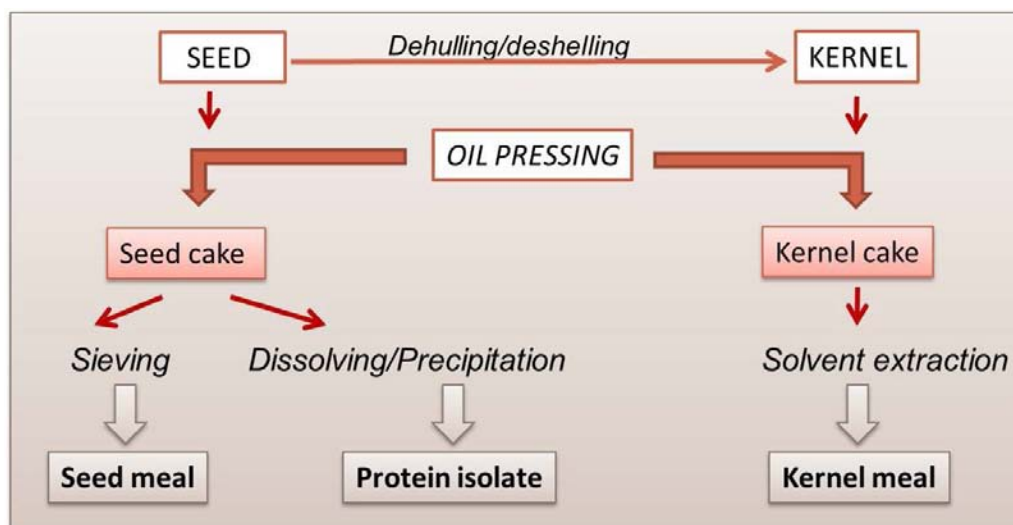 SEED
Dehulling/deshelling
KERNEL
OIL PRESSING
Seed cake
Kernel cake
Sieving
Dissolving/Precipitation
Solvent extraction
Seed meal
Protein isolate
Kernel meal